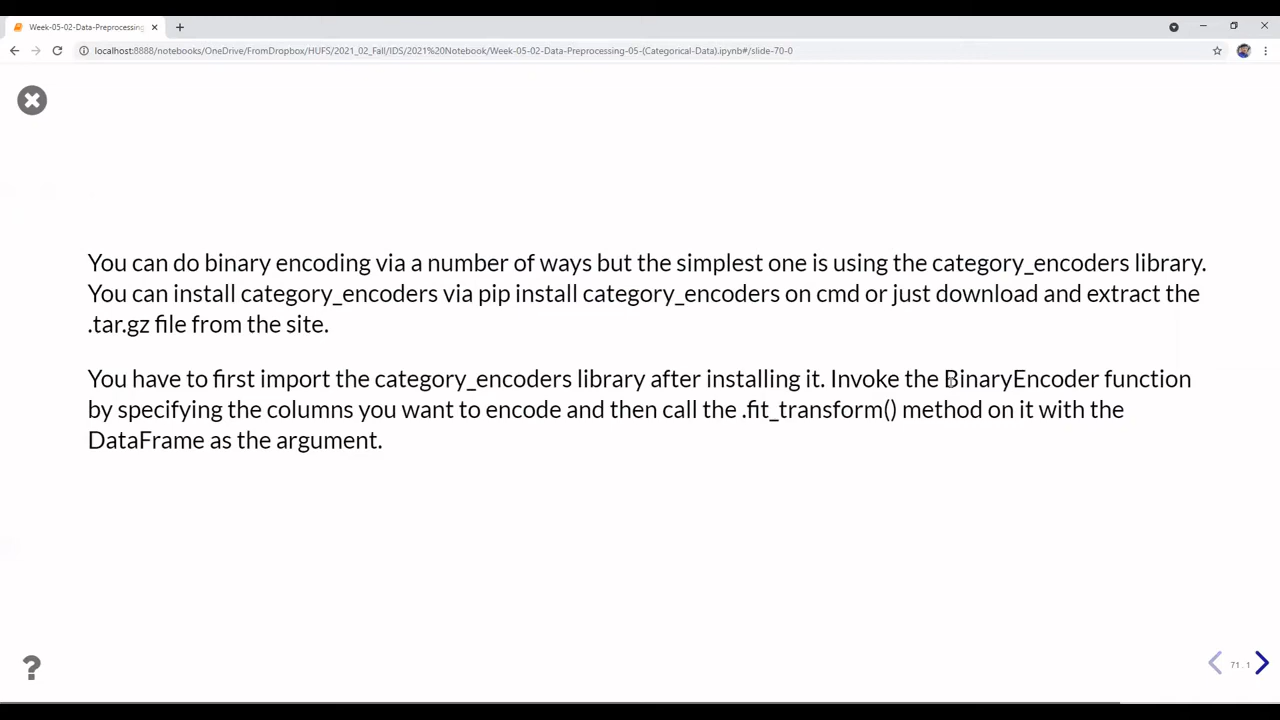 Week-05-02-Data-Preprocessing
localhost:8888/notebooks/OneDrive/FromDropbox/HUFS/2021_02_Fall/IDS/2021%20Notebook/Week-05-02-Data-Preprocessing-05-(Categorical-Data).ipynb#/slide-70-0
You can do binary encoding via a number of ways but the simplest one is using the category_encoders library.
You can install category_encoders via pip install category_encoders on cmd or just download and extract the
.tar.gz file from the site.
You have to first import the category_encoders library after installing it. Invoke the BinaryEncoder function
by specifying the columns you want to encode and then call the .fit_transform() method on it with the
DataFrame as the argument.
?
71.1